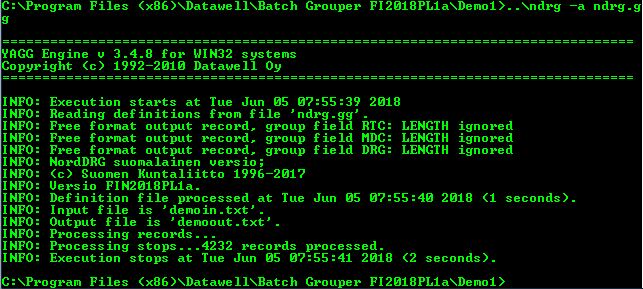 C:\Program Files (x86)\Datawell\Batch Grouper FI2018PL1a\Demo1>..\ndrg -a ndrg.g
g
===============================================================================
YAGG Engine v 3.4.8 for WIN32 systems
Copyright (c) 1992-2010 Datawell Oy
===============================================================================
INFO: Execution starts at Tue Jun 05 07:55:39 2018
INFO: Reading definitions from file 'ndrg.gg'.
INFO: Free format output record, group field RTC: LENGTH ignored
INFO: Free format output record, group field MDC: LENGTH ignored
INFO: Free format output record, group field DRG: LENGTH ignored
INFO: NordDRG suomalainen versio;
INFO: (c) Suomen Kuntaliitto 1996-2017
INFO: Versio FIN2018PL1a.
INFO: Definition file processed at Tue Jun 05 07:55:40 2018 (1 seconds).
INFO: Input file is 'demoin.txt'.
INFO: Output file is 'demoout.txt'.
INFO: Processing records...
INFO: Processing stops...4232 records processed.
INFO: Execution stops at Tue Jun 05 07:55:41 2018 (2 seconds).
C:\Program Files (x86)\Datawell\Batch Grouper FI2018PL1a\Demo1>